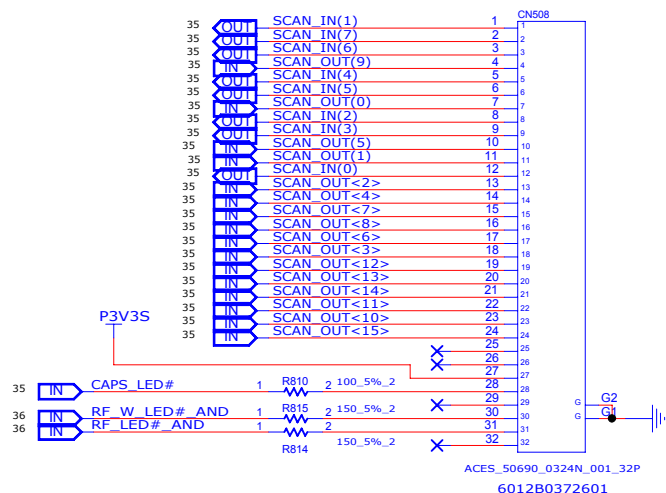 CN508
35 OUT SCAN_IN(1) 1 1
35 OUT SCAN_IN(7) 2 2
35 OUT SCAN_IN(6) 3 3
35 IN SCAN_OUT(9) 4 4
35 OUT SCAN_IN(4) 5 5
35 OUT SCAN_IN(5) 6 6
35 IN SCAN_OUT(0) 7 7
35 OUT SCAN_IN(2) 8 8
35 OUT SCAN_IN(3) 9 9
35 IN SCAN_OUT(5) 10 10
35 IN SCAN_OUT(1) 11 11
35 OUT SCAN_IN(0) 12 12
35 IN SCAN_OUT<2> 13 13
35 IN SCAN_OUT<4> 14 14
35 IN SCAN_OUT<7> 15 15
35 IN SCAN_OUT<8> 16 16
35 IN SCAN_OUT<6> 17 17
35 IN SCAN_OUT<3> 18 18
35 IN SCAN_OUT<12> 19 19
35 IN SCAN_OUT<13> 20 20
35 IN SCAN_OUT<14> 21 21
35 IN SCAN_OUT<11> 22 22
35 IN SCAN_OUT<10> 23 23
35 IN SCAN_OUT<15> 24 24
P3V3S
25 25
26 26
27 27
35 IN CAPS_LED# 1 R810 2 100_5%_2 28 28
29 29 G G2
36 IN RF_W_LED#_AND 1 R815 2 150_5%_2 30 30 G G1
36 IN RF_LED#_AND 1 2 31 31
R814 150_5%_2 32 32
ACES_50690_0324N_001_32P
6012B0372601